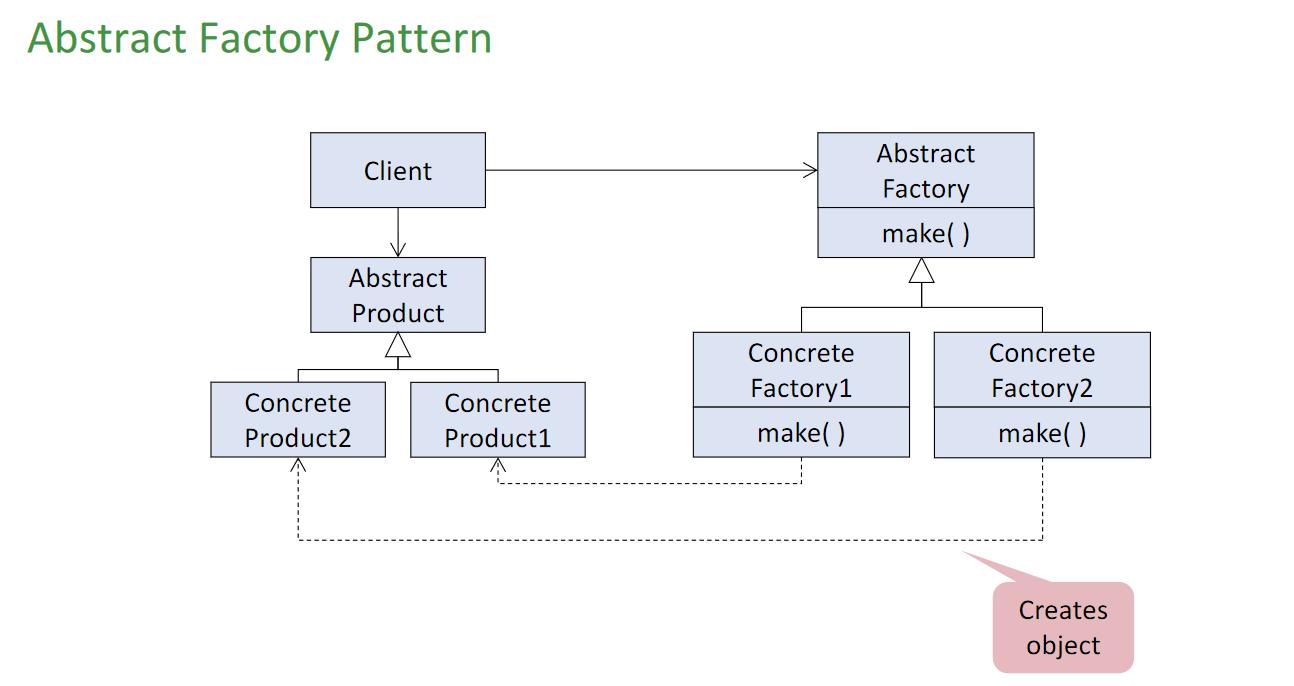 Abstract Factory Pattern
Client
Abstract
Factory
make( )
Abstract
Product
Concrete
Product2
Concrete
Product1
Concrete
Factory1
make( )
Concrete
Factory2
make( )
Creates
object